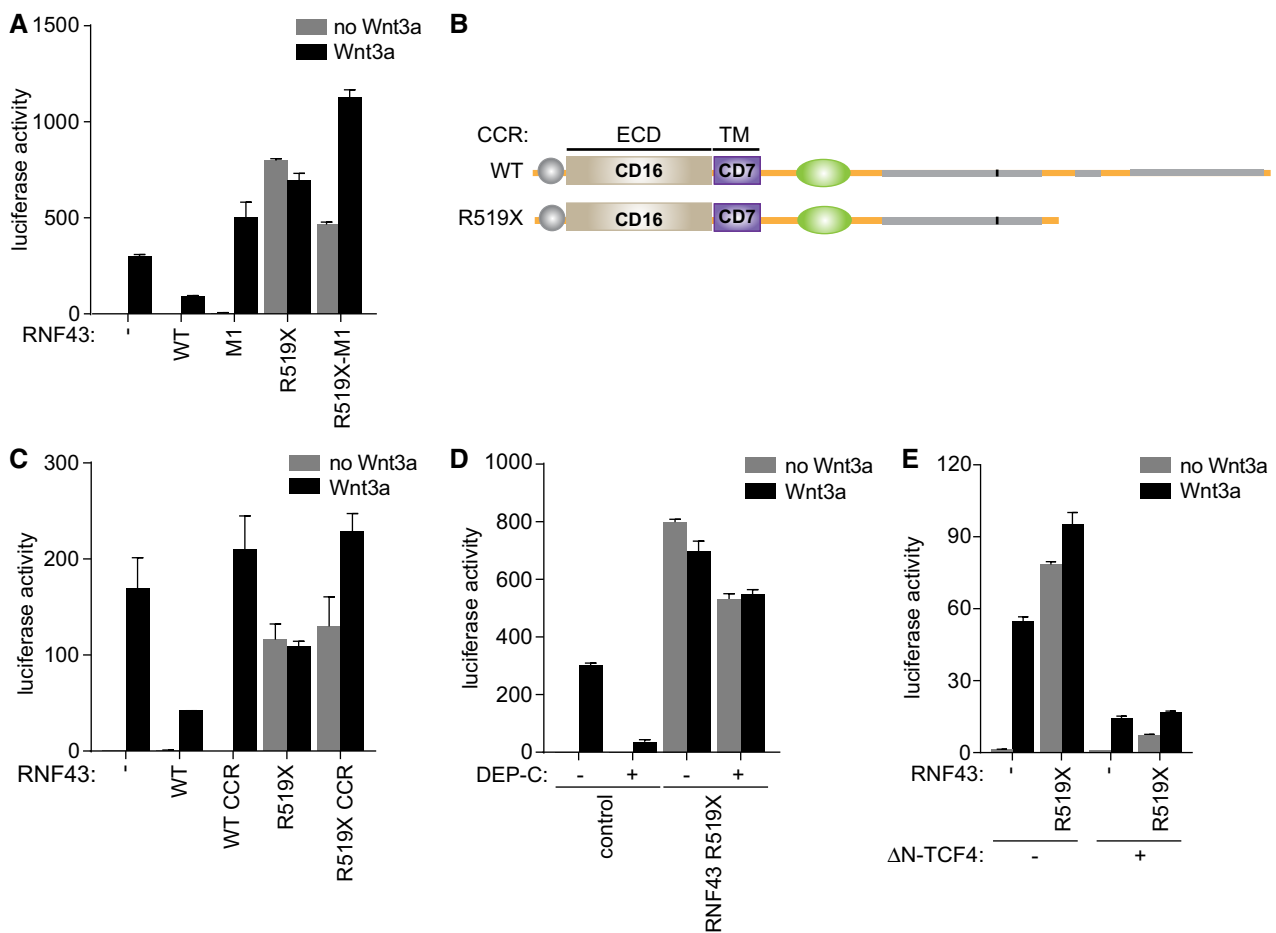 A
1500
1000
500
0
luciferase activity
no Wnt3a
Wnt3a
RNF43:
-
WT
M1
R519X
R519X-M1
B
CCR:
ECD
TM
WT
CD16
CD7
R519X
CD16
CD7
C
300
200
100
0
luciferase activity
no Wnt3a
Wnt3a
RNF43:
-
WT
WT CCR
R519X
R519X CCR
D
1000
800
600
400
200
0
luciferase activity
no Wnt3a
Wnt3a
DEP-C:
- + - +
control
RNF43 R519X
E
120
90
60
30
0
luciferase activity
no Wnt3a
Wnt3a
RNF43:
-
R519X
-
R519X
ΔN-TCF4:
- +